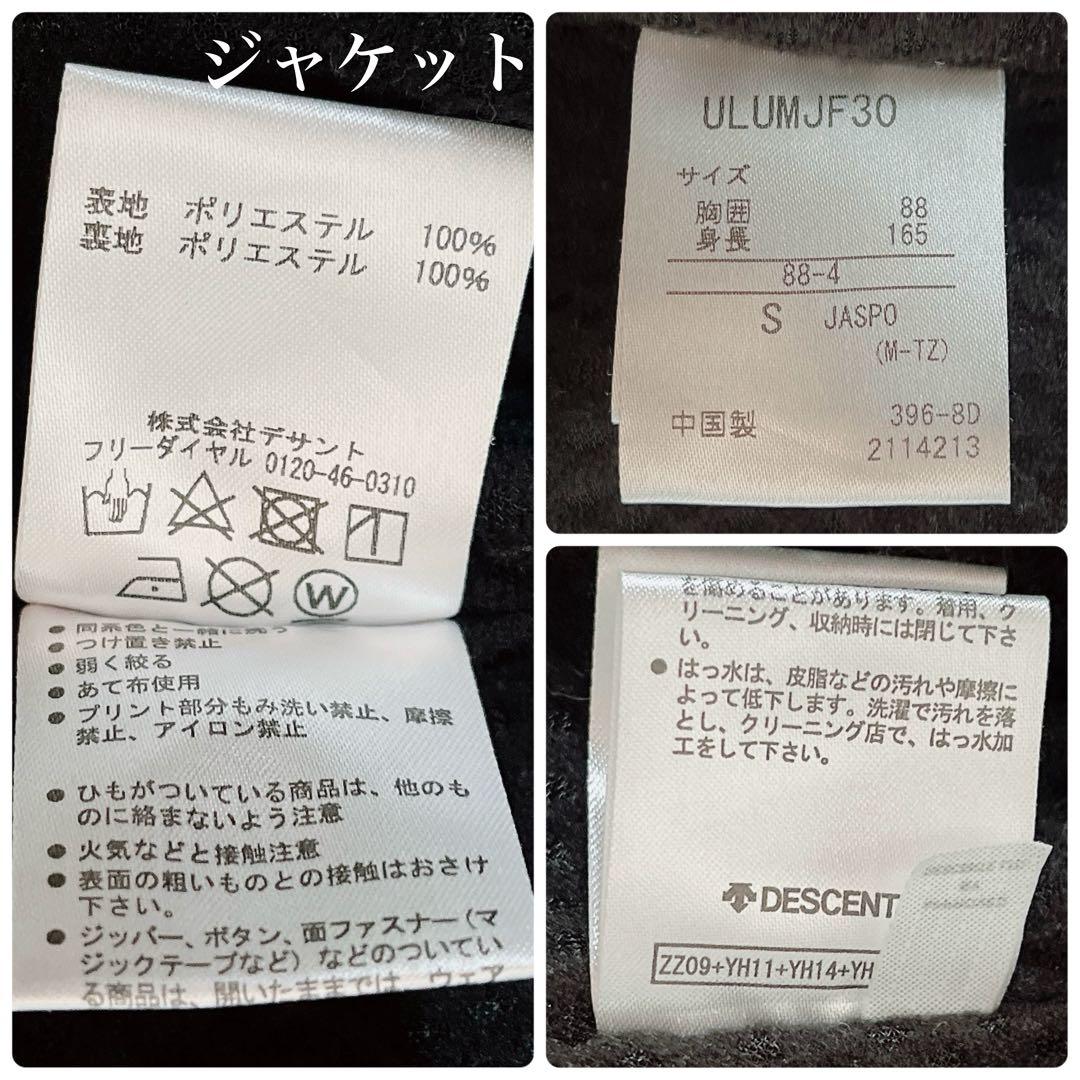 ジャケット
表地 ポリエステル 100%
裏地 ポリエステル 100%
株式会社デサント
フリーダイヤル 0120-46-0310
W
同系色と一緒に洗う
つけ置き禁止
弱く絞る
あて布使用
プリント部分もみ洗い禁止、摩擦
禁止、アイロン禁止
ひもがついている商品は、他のも
のに絡まないよう注意
火気などと接触注意
表面の粗いものとの接触はおさけ
下さい。
ジッパー、ボタン、面ファスナー(マ
ジックテープなど)などのついてい
る商品は、開いたままでは、ウェア
ULUMJF30
サイズ
胸囲 88
身長 165
88-4
S JASPO
(M-TZ)
中国製 396-8D
2114213
を傷めることがあります。着用、ク
リーニング、収納時には閉じて下さ
い。
はっ水は、皮脂などの汚れや摩擦に
よって低下します。洗濯で汚れを落
とし、クリーニング店で、はっ水加
工をして下さい。
DESCENT
ZZ09+YH11+YH14+YH